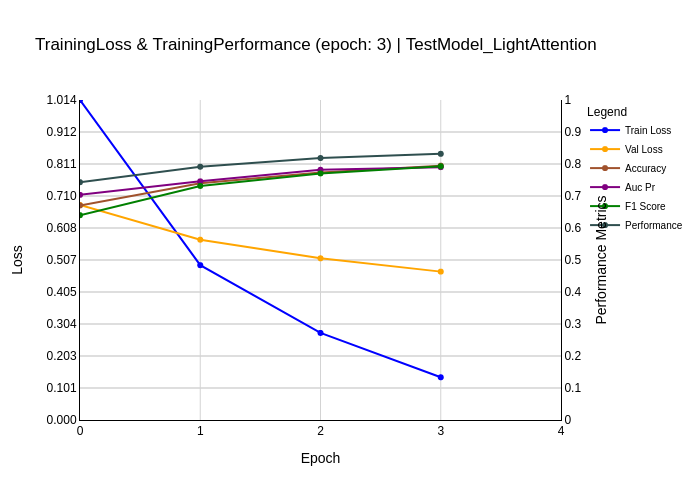 TrainingLoss & TrainingPerformance (epoch: 3) | TestModel_LightAttention
Legend
Train Loss
Val Loss
Accuracy
Auc Pr
F1 Score
Performance
Loss
1.014
0.912
0.811
0.710
0.608
0.507
0.405
0.304
0.203
0.101
0.000
1
0.9
0.8
0.7
0.6
0.5
0.4
0.3
0.2
0.1
0
Performance Metrics
0 1 2 3 4
Epoch